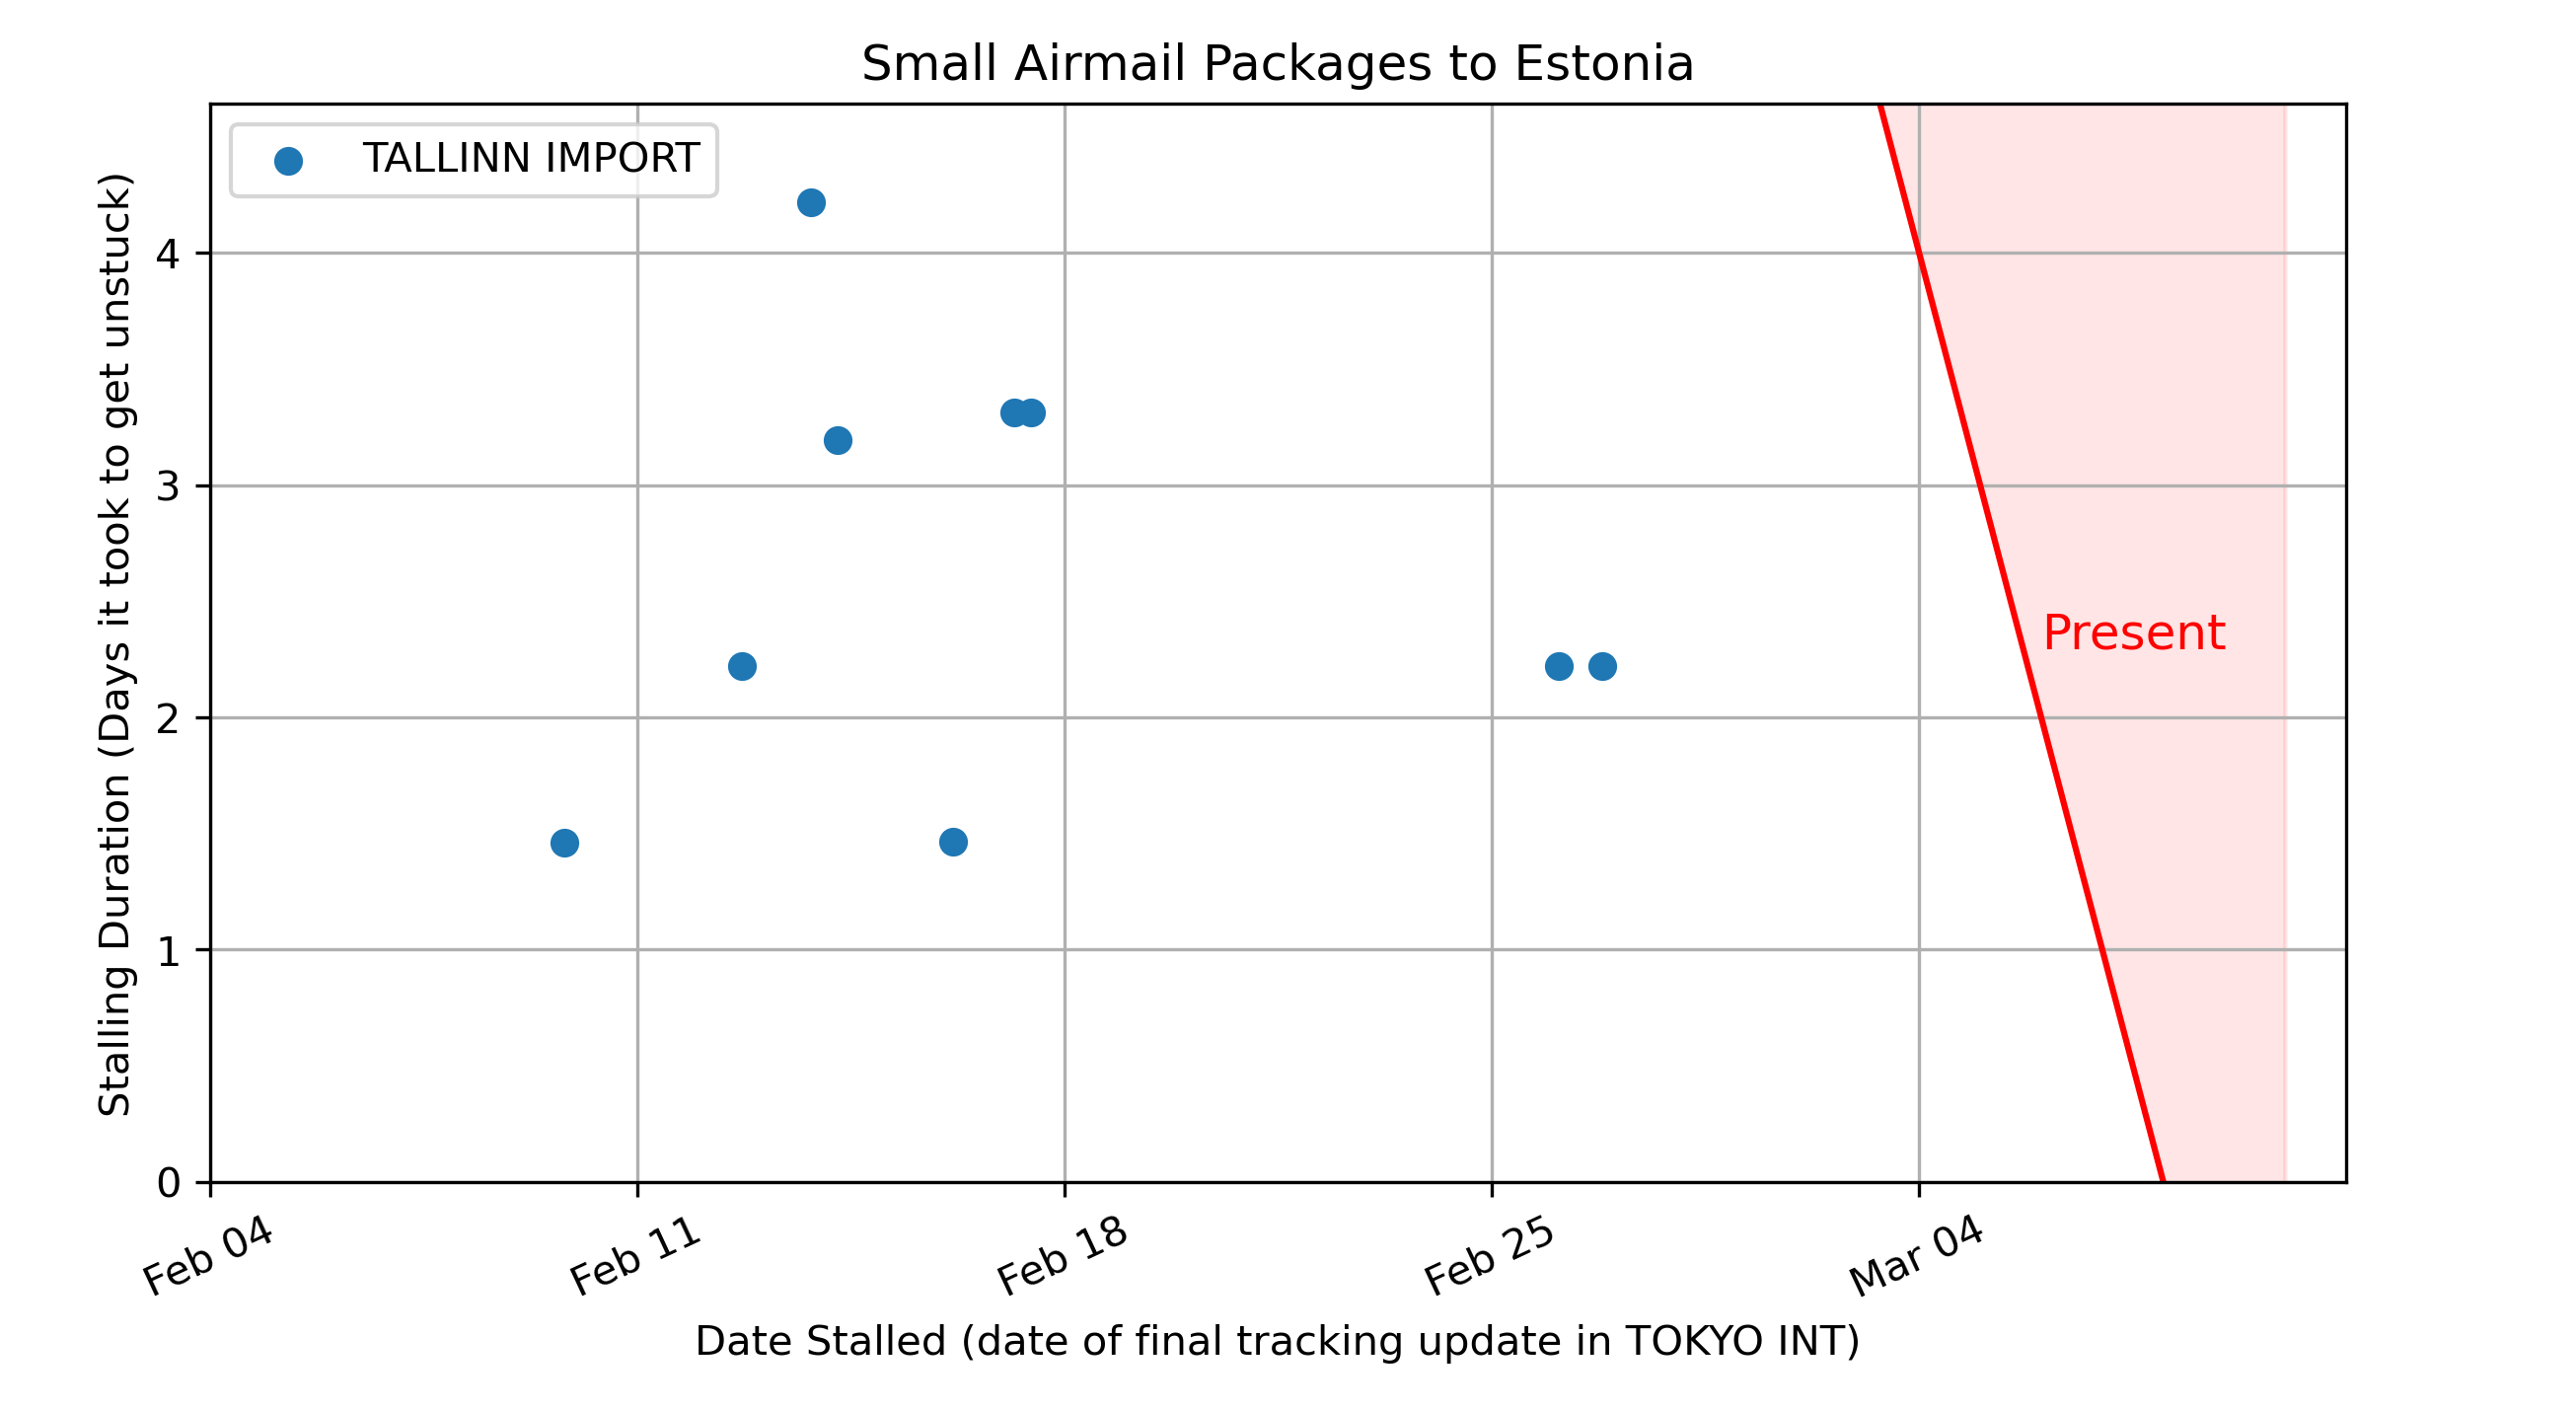 Small Airmail Packages to Estonia
TALLINN IMPORT
Stalling Duration (Days it took to get unstuck)
4
3
2
1
0
Present
Feb 04
Feb 11
Feb 18
Feb 25
Mar 04
Date Stalled (date of final tracking update in TOKYO INT)